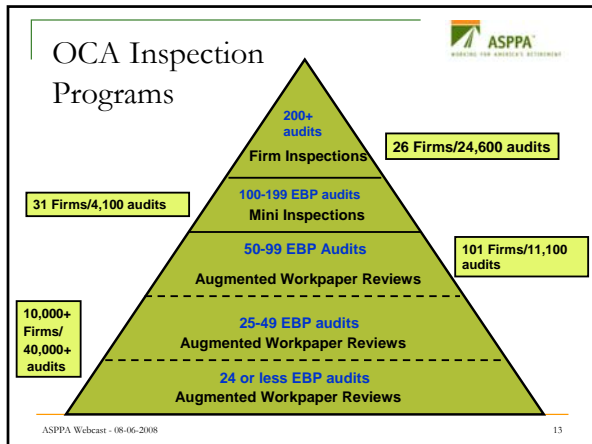 OCA Inspection
Programs
ASPPA
WORKING FOR AMERICA'S RETIREMENT
200+
audits
Firm Inspections
26 Firms/24,600 audits
100-199 EBP audits
Mini Inspections
31 Firms/4,100 audits
50-99 EBP Audits
Augmented Workpaper Reviews
101 Firms/11,100
audits
25-49 EBP audits
Augmented Workpaper Reviews
10,000+
Firms/
40,000+
audits
24 or less EBP audits
Augmented Workpaper Reviews
ASPPA Webcast - 08-06-2008
13